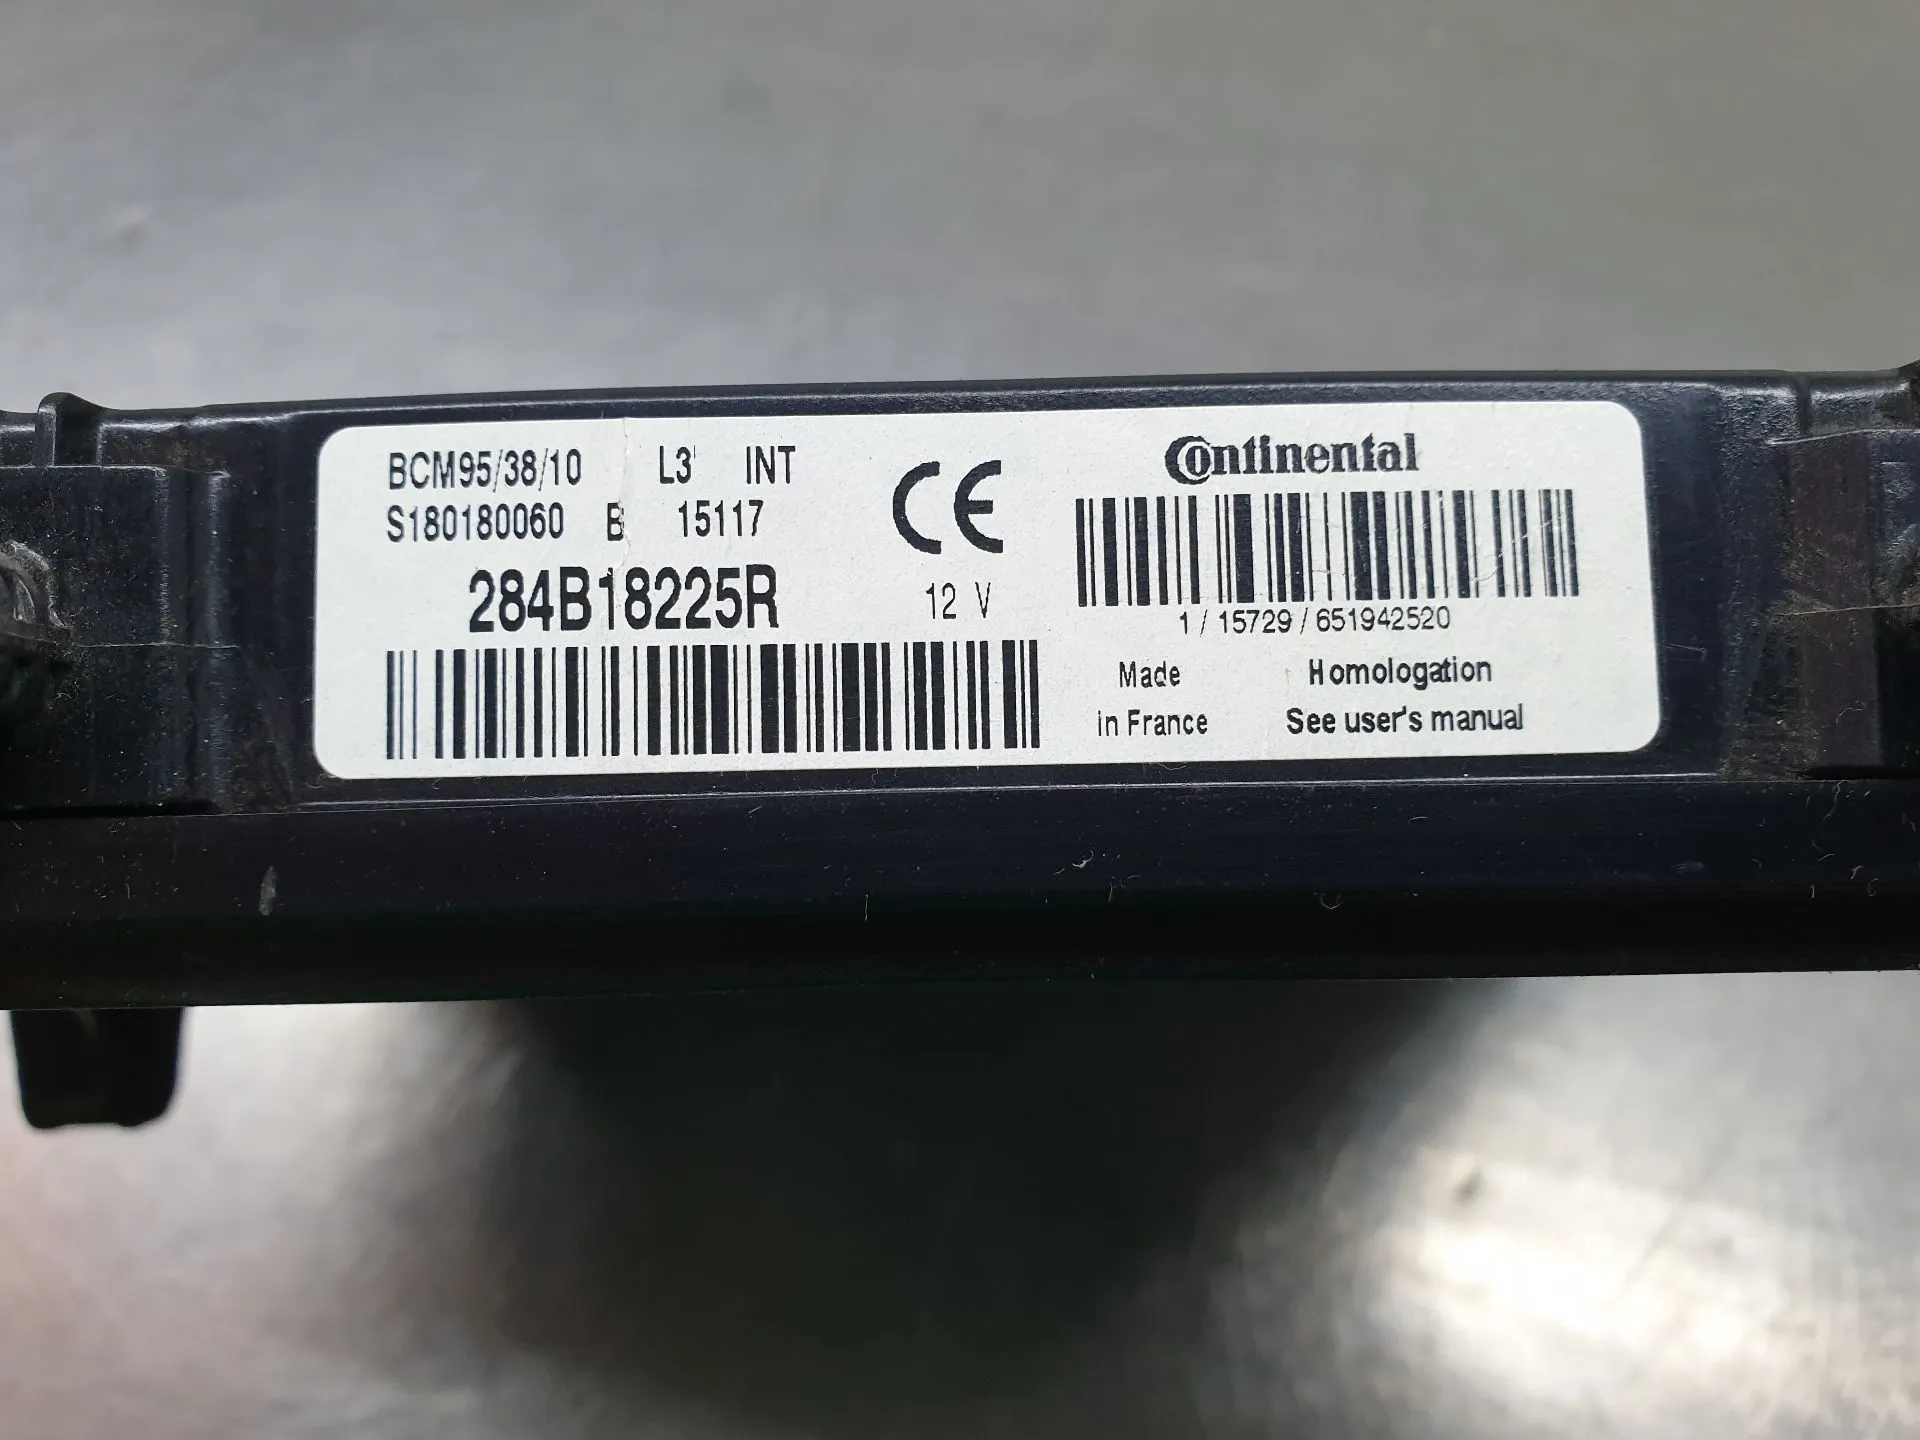 BCM95/38/10 L3 INT
S180180060 B 15117
284B18225R
CE
12 V
Continental
1 / 15729 / 651942520
Made
in France
Homologation
See user's manual